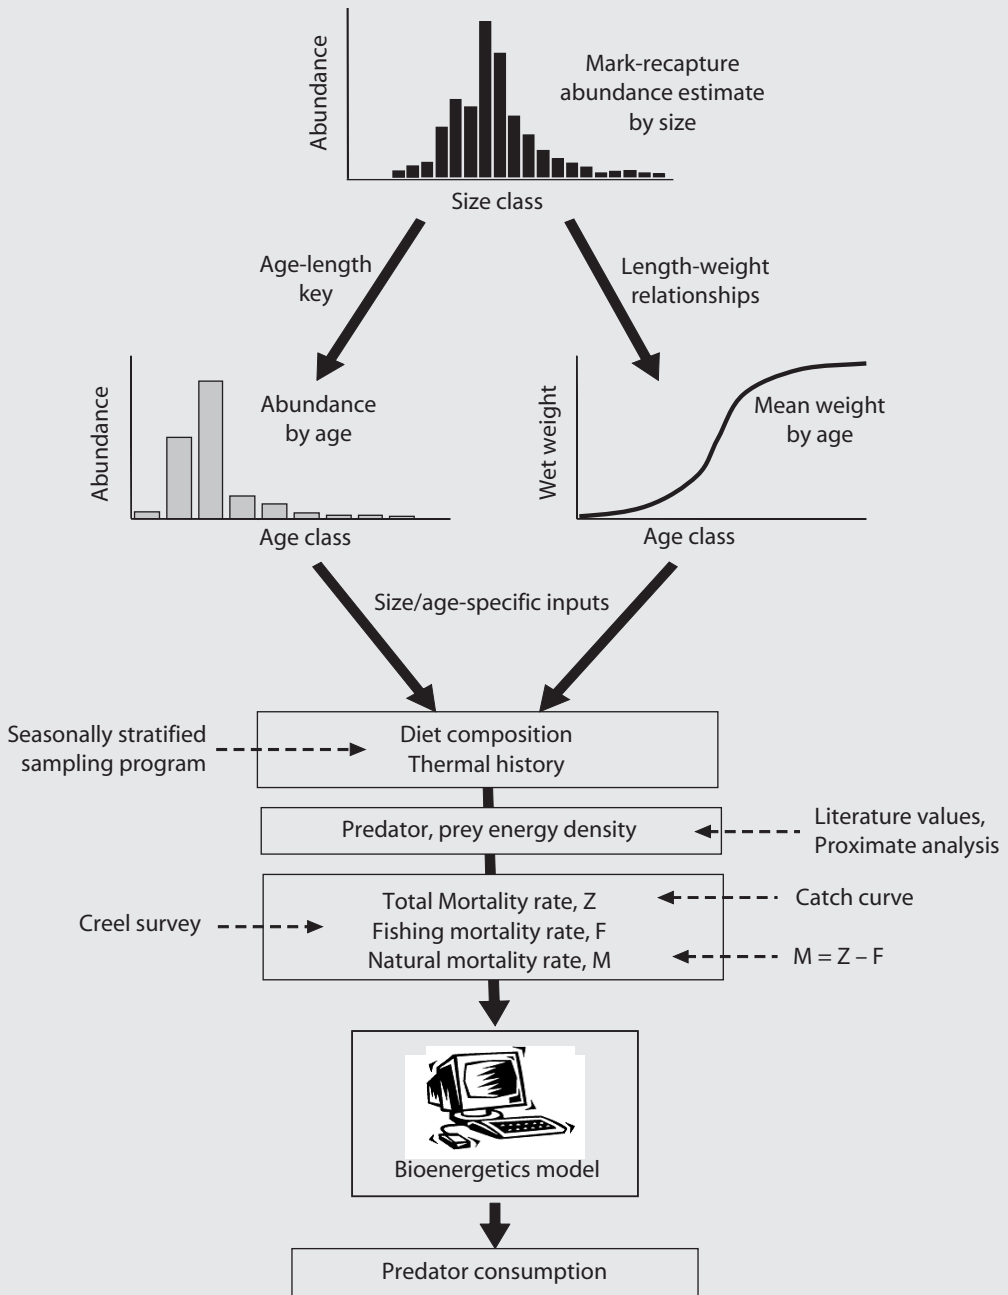 Abundance
Mark-recapture
abundance estimate
by size
Size class
Age-length
key
Length-weight
relationships
Abundance
Abundance
by age
Age class
Wet weight
Mean weight
by age
Age class
Size/age-specific inputs
Seasonally stratified
sampling program
Diet composition
Thermal history
Predator, prey energy density
Literature values,
Proximate analysis
Creel survey
Total Mortality rate, Z
Fishing mortality rate, F
Natural mortality rate, M
Catch curve
M = Z – F
Bioenergetics model
Predator consumption